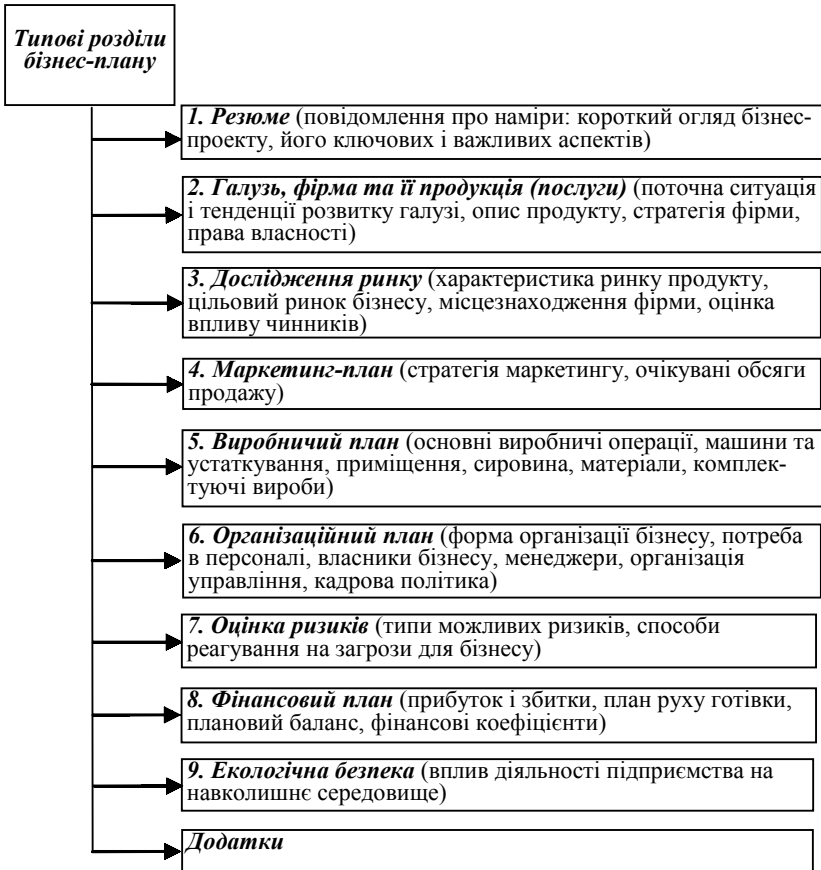 Типові розділи
бізнес-плану
1. Резюме (повідомлення про наміри: короткий огляд бізнес-
проекту, його ключових і важливих аспектів)
2. Галузь, фірма та її продукція (послуги) (поточна ситуація
і тенденції розвитку галузі, опис продукту, стратегія фірми,
права власності)
3. Дослідження ринку (характеристика ринку продукту,
цільовий ринок бізнесу, місцезнаходження фірми, оцінка
впливу чинників)
4. Маркетинг-план (стратегія маркетингу, очікувані обсяги
продажу)
5. Виробничий план (основні виробничі операції, машини та
устаткування, приміщення, сировина, матеріали, комплек-
туючі вироби)
6. Організаційний план (форма організації бізнесу, потреба
в персоналі, власники бізнесу, менеджери, організація
управління, кадрова політика)
7. Оцінка ризиків (типи можливих ризиків, способи
реагування на загрози для бізнесу)
8. Фінансовий план (прибуток і збитки, план руху готівки,
плановий баланс, фінансові коефіцієнти)
9. Екологічна безпека (вплив діяльності підприємства на
навколишнє середовище)
Додатки